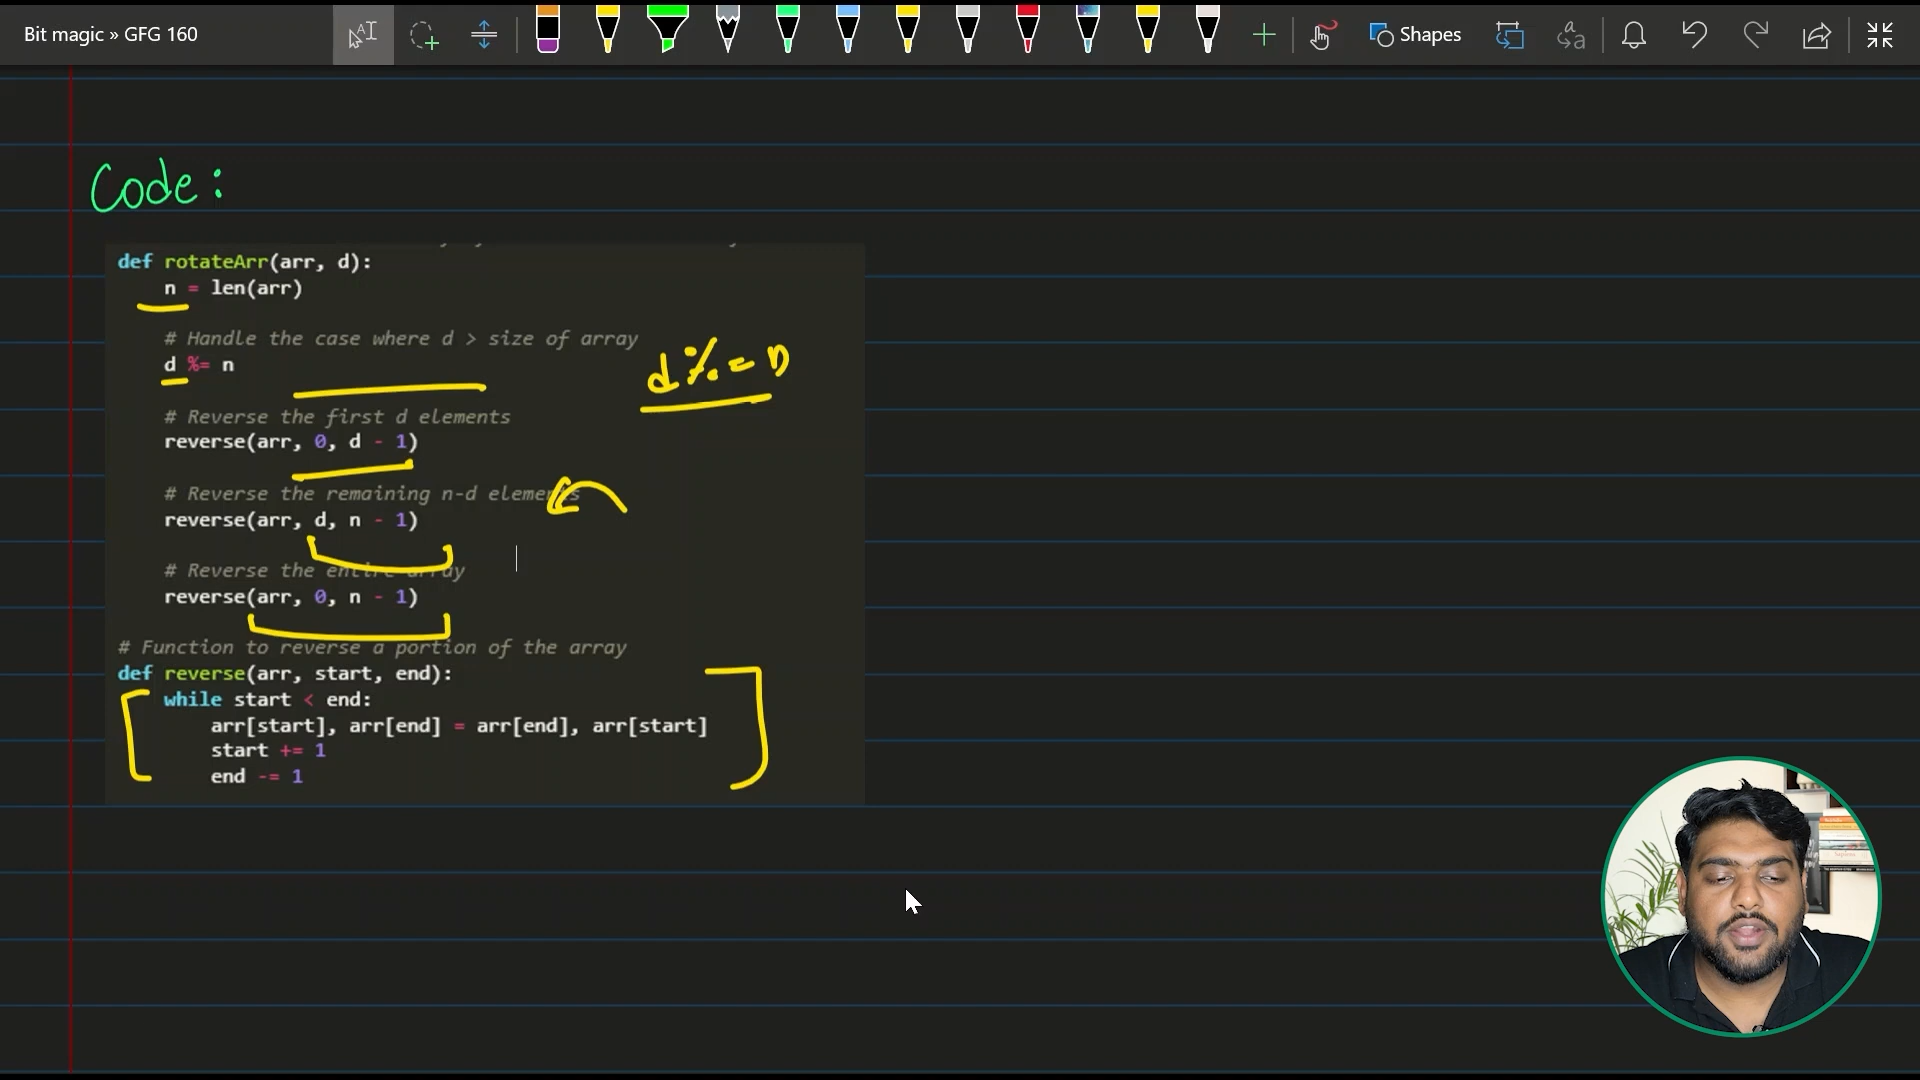 Bit magic » GFG 160
Shapes
Code:
def rotateArr(arr, d):
n = len(arr)
# Handle the case where d > size of array
d %= n
d %= n
# Reverse the first d elements
reverse(arr, 0, d - 1)
# Reverse the remaining n-d elements
reverse(arr, d, n - 1)
# Reverse the entire array
reverse(arr, 0, n - 1)
# Function to reverse a portion of the array
def reverse(arr, start, end):
while start < end:
arr[start], arr[end] = arr[end], arr[start]
start += 1
end -= 1